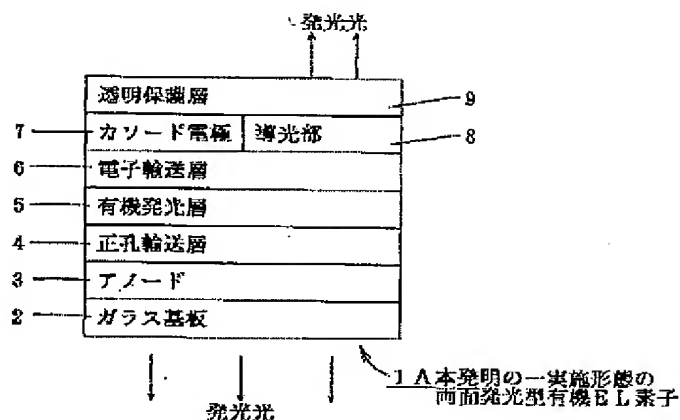 発光光
透明保護層
9
7 カソード電極 導光部 8
6 電子輸送層
5 有機発光層
4 正孔輸送層
3 アノード
2 ガラス基板
発光光
1A本発明の一実施形態の
両面発光型有機EL素子